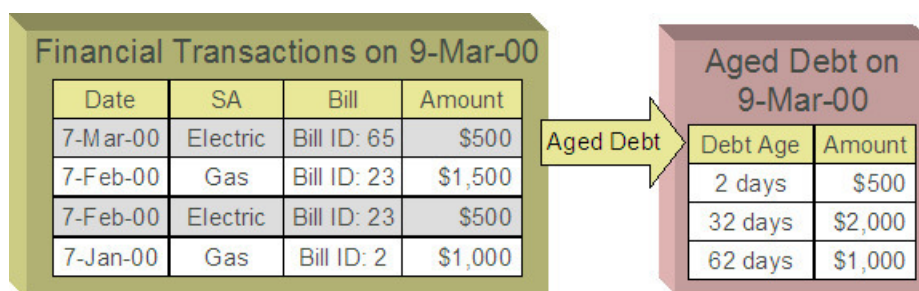 Financial Transactions on 9-Mar-00
Date SA Bill Amount
7-Mar-00 Electric Bill ID: 65 $500
7-Feb-00 Gas Bill ID: 23 $1,500
7-Feb-00 Electric Bill ID: 23 $500
7-Jan-00 Gas Bill ID: 2 $1,000
Aged Debt
Aged Debt on
9-Mar-00
Debt Age Amount
2 days $500
32 days $2,000
62 days $1,000